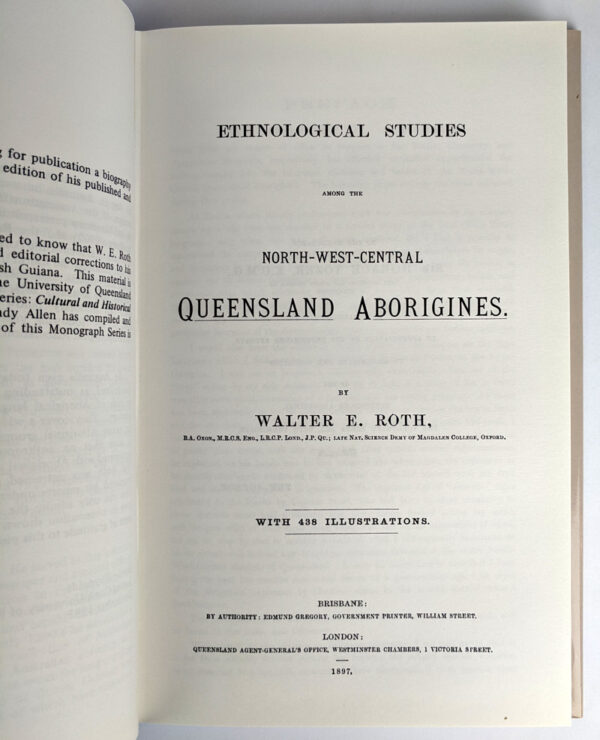 for publication a biography
edition of his published and
ed to know that W. E. Roth
editorial corrections to his
sh Guiana. This material is
e University of Queensland
eries: Cultural and Historical
dy Allen has compiled and
of this Monograph Series is
ETHNOLOGICAL STUDIES
AMONG THE
NORTH-WEST-CENTRAL
QUEENSLAND ABORIGINES.
BY
WALTER E. ROTH,
B.A. OXON., M.R.C.S. ENG., L.R.C.P. LOND., J.P. QU.; LATE NAT. SCIENCE DEMY OF MAGDALEN COLLEGE, OXFORD.
WITH 438 ILLUSTRATIONS.
BRISBANE:
BY AUTHORITY: EDMUND GREGORY, GOVERNMENT PRINTER, WILLIAM STREET.
LONDON:
QUEENSLAND AGENT-GENERAL'S OFFICE, WESTMINSTER CHAMBERS, 1 VICTORIA STREET.
1897,